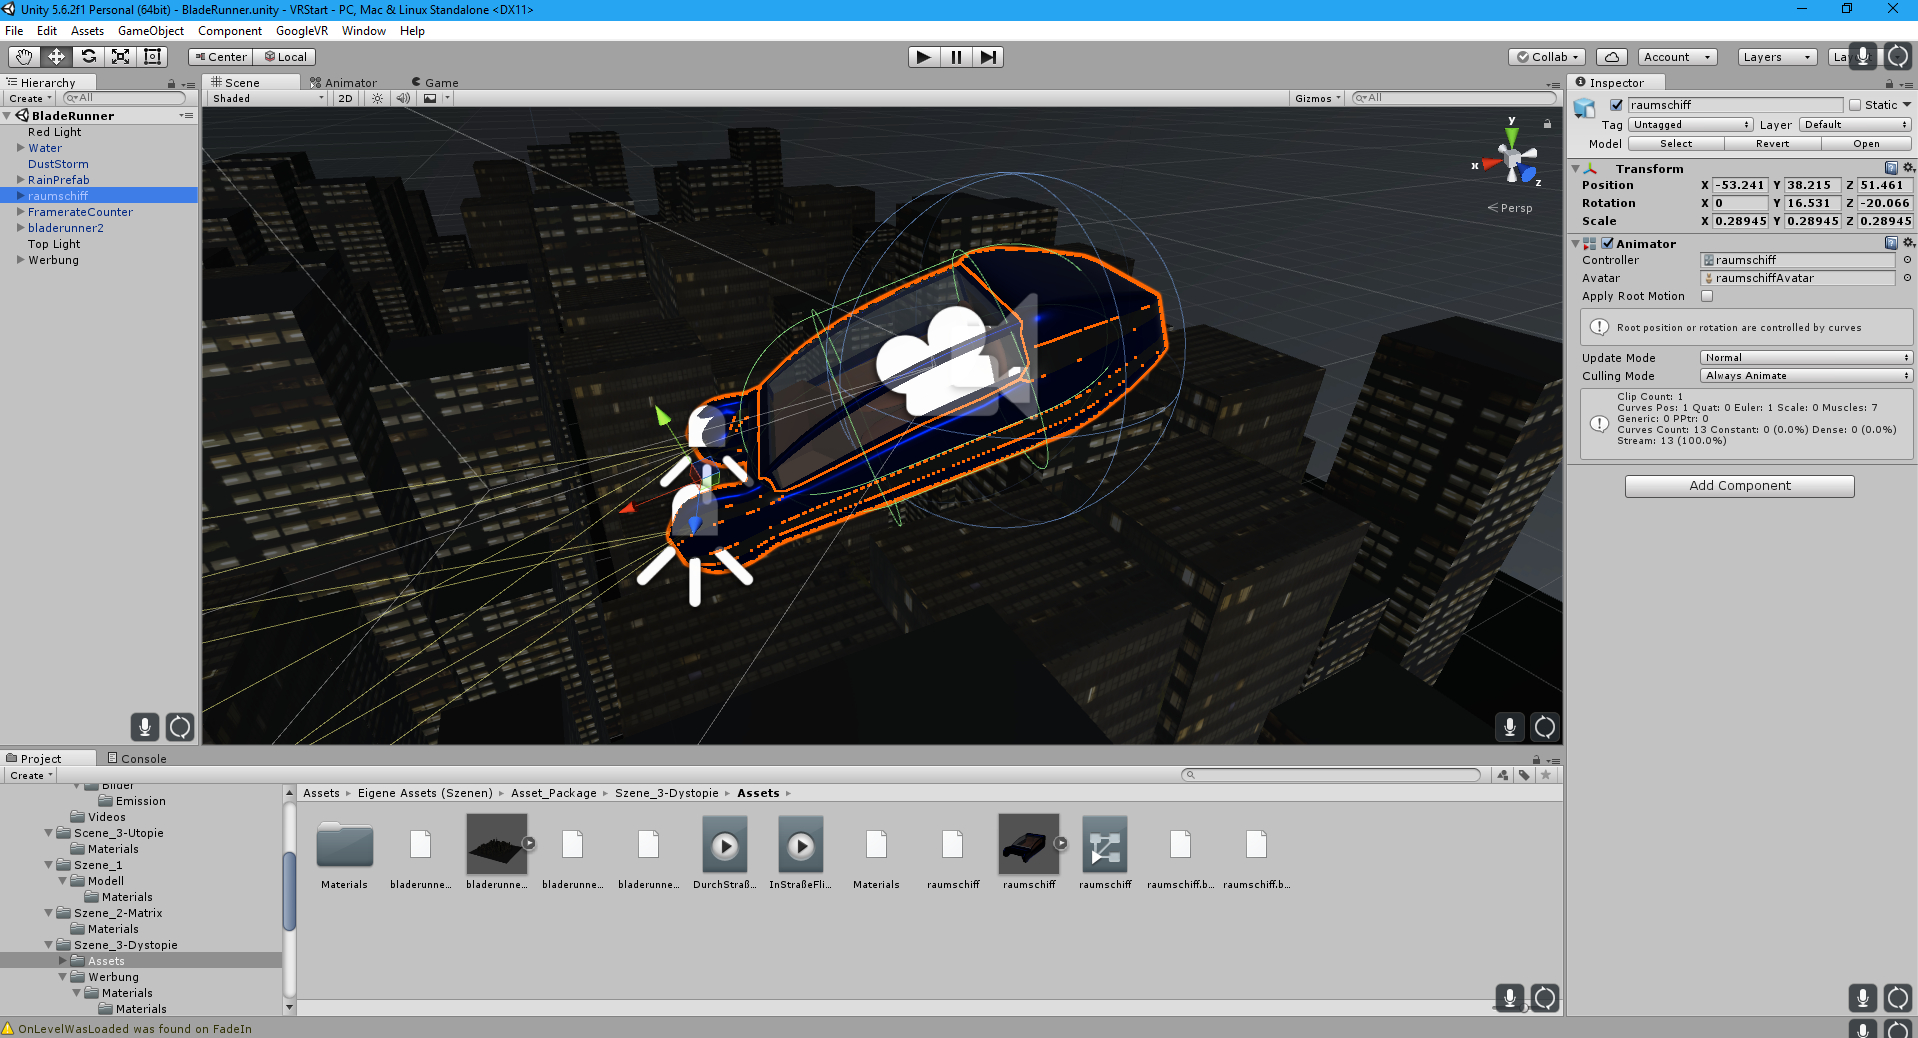 Unity 5.6.2f1 Personal (64bit) - BladeRunner.unity - VRStart - PC, Mac & Linux Standalone <DX11>
File Edit Assets GameObject Component GoogleVR Window Help
Center Local Collab Account Layers
Hierarchy
Create All
BladeRunner
Red Light
Water
DustStorm
RainPrefab
raumschiff
FramerateCounter
bladerunner2
Top Light
Werbung
Scene Animator Game
Shaded 2D Gizmos All
y
x
z
Persp
Inspector
raumschiff Static
Tag Untagged Layer Default
Model Select Revert Open
Transform
Position X -53.241 Y 38.215 Z 51.461
Rotation X 0 Y 16.531 Z -20.066
Scale X 0.28945 Y 0.28945 Z 0.28945
Animator
Controller raumschiff
Avatar raumschiffAvatar
Apply Root Motion
Root position or rotation are controlled by curves
Update Mode Normal
Culling Mode Always Animate
Clip Count: 1
Curves Pos: 1 Quat: 0 Euler: 1 Scale: 0 Muscles: 7
Generic: 0 PPtr: 0
Curves Count: 13 Constant: 0 (0.0%) Dense: 0 (0.0%)
Stream: 13 (100.0%)
Add Component
Project Console
Create
Bilder
Emission
Videos
Scene_3-Utopie
Materials
Szene_1
Modell
Materials
Szene_2-Matrix
Materials
Szene_3-Dystopie
Assets
Werbung
Materials
Materials
Assets Eigene Assets (Szenen) Asset_Package Szene_3-Dystopie Assets
Materials bladerunne... bladerunne... bladerunne... bladerunne... DurchStraß... InStraßeFli... Materials raumschiff raumschiff raumschiff raumschiff.b... raumschiff.b...
OnLevelWasLoaded was found on FadeIn